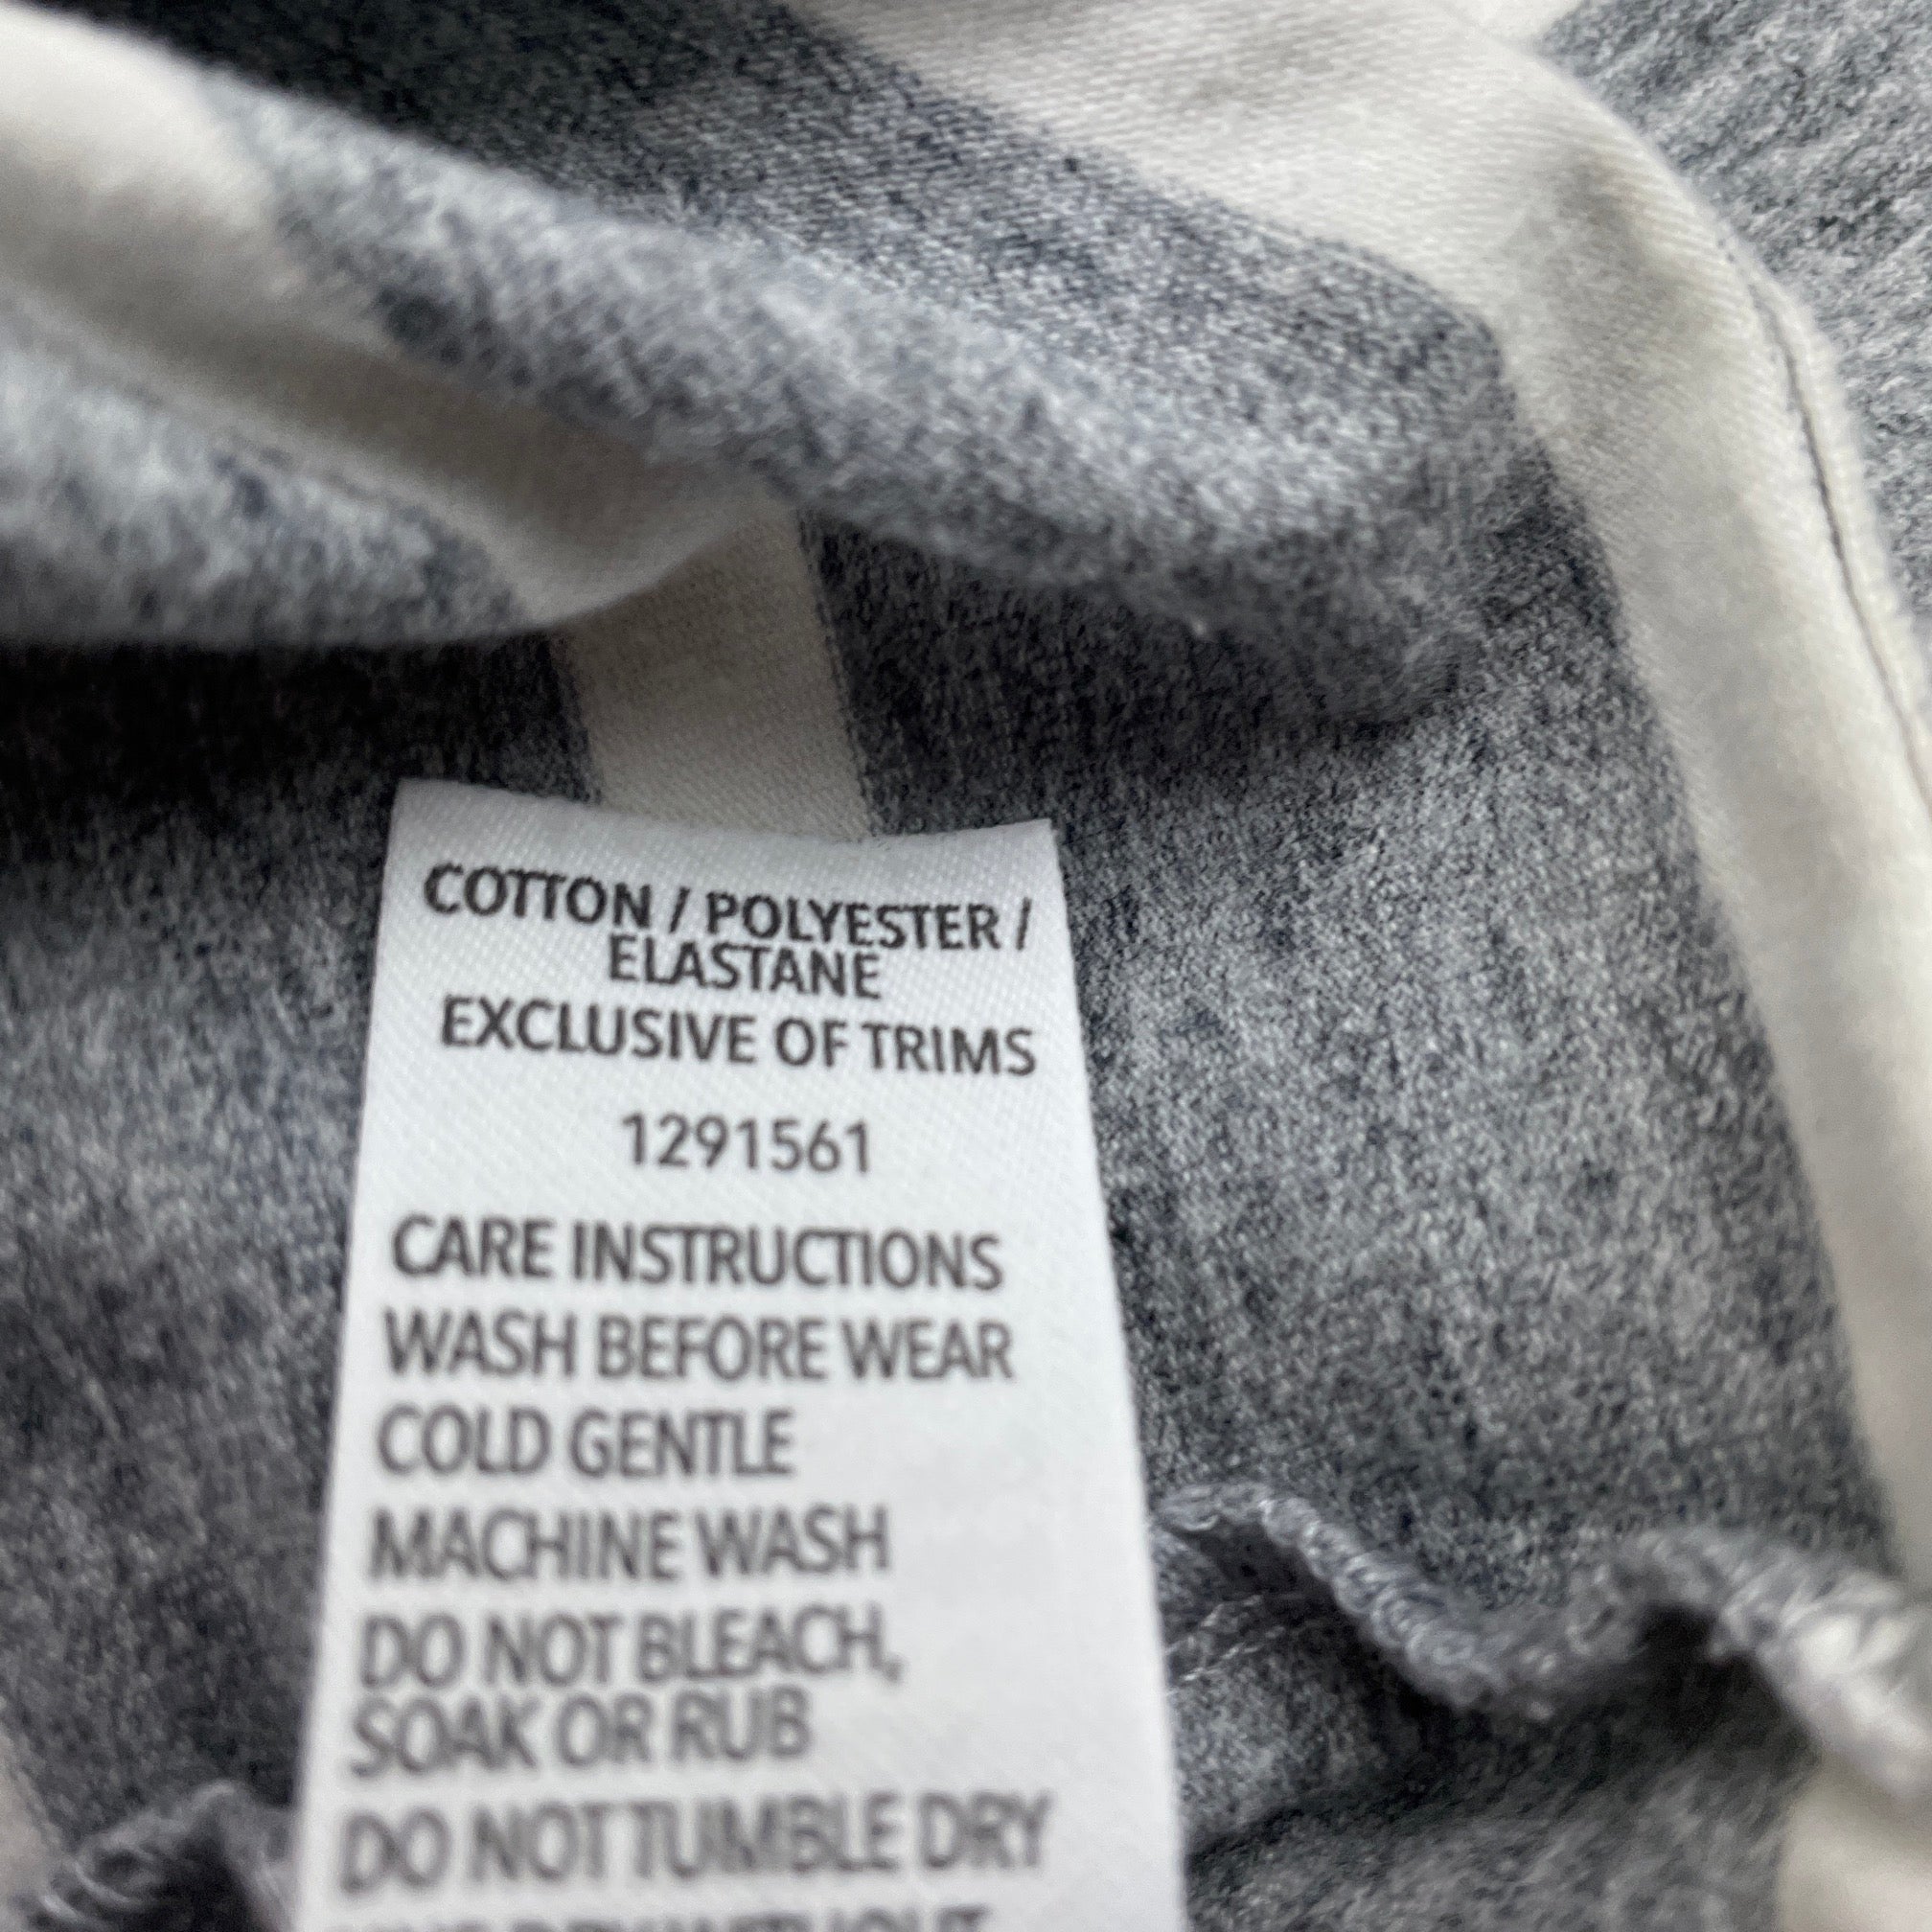 COTTON / POLYESTER /
ELASTANE
EXCLUSIVE OF TRIMS
1291561
CARE INSTRUCTIONS
WASH BEFORE WEAR
COLD GENTLE
MACHINE WASH
DO NOT BLEACH,
SOAK OR RUB
DO NOT TUMBLE DRY